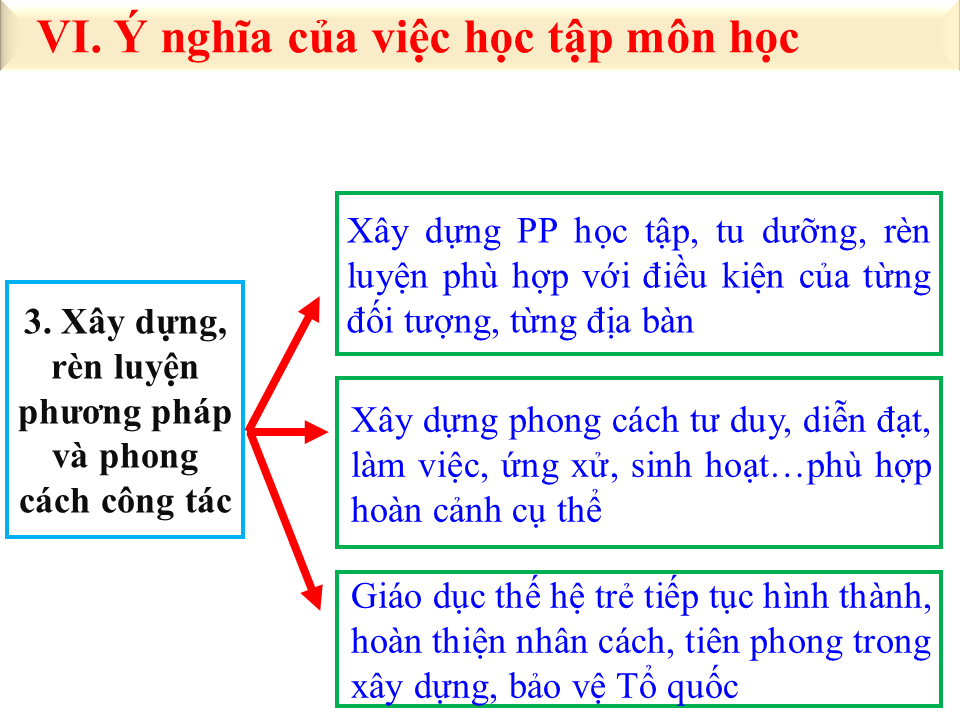 VI. Ý nghĩa của việc học tập môn học
3. Xây dựng,
rèn luyện
phương pháp
và phong
cách công tác
Xây dựng PP học tập, tu dưỡng, rèn
luyện phù hợp với điều kiện của từng
đối tượng, từng địa bàn
Xây dựng phong cách tư duy, diễn đạt,
làm việc, ứng xử, sinh hoạt…phù hợp
hoàn cảnh cụ thể
Giáo dục thế hệ trẻ tiếp tục hình thành,
hoàn thiện nhân cách, tiên phong trong
xây dựng, bảo vệ Tổ quốc